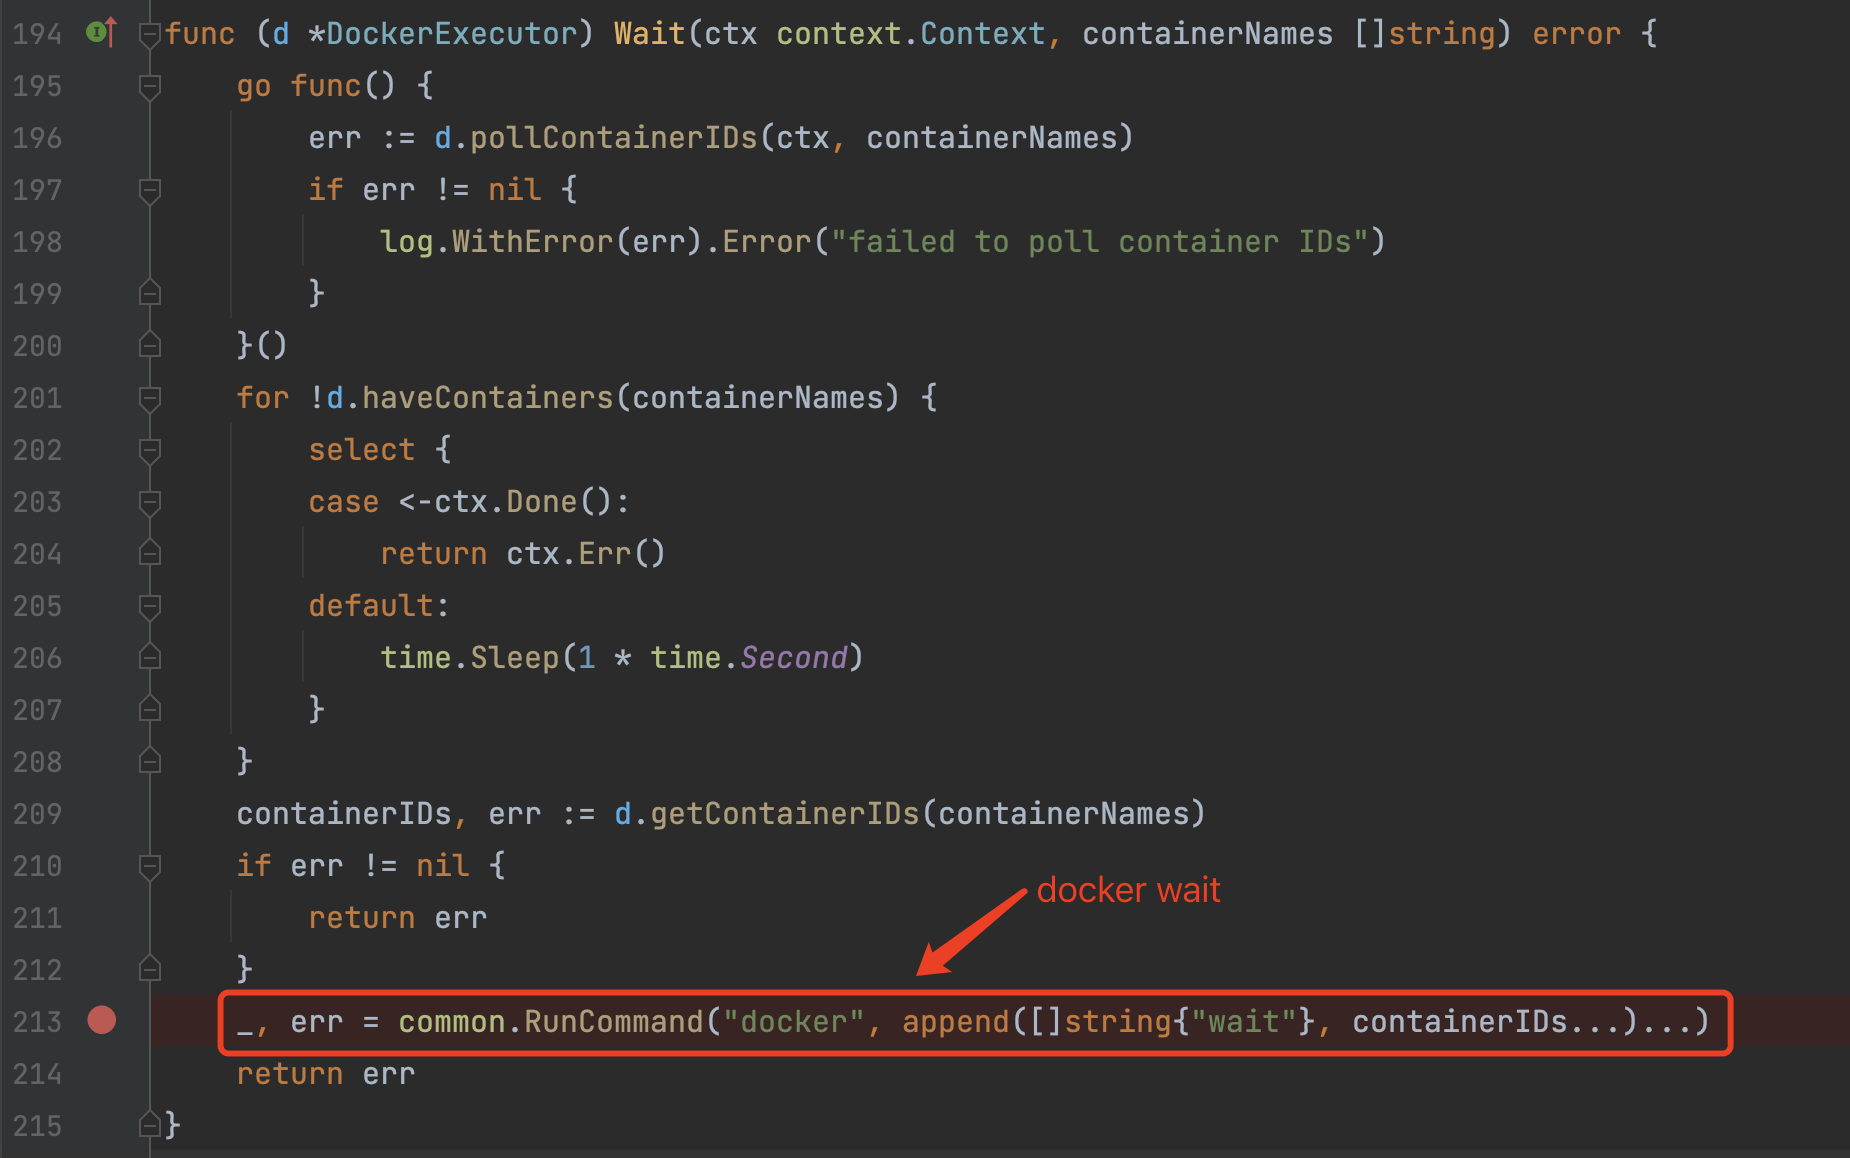 194 func (d *DockerExecutor) Wait(ctx context.Context, containerNames []string) error {
195 go func() {
196 err := d.pollContainerIDs(ctx, containerNames)
197 if err != nil {
198 log.WithError(err).Error("failed to poll container IDs")
199 }
200 }()
201 for !d.haveContainers(containerNames) {
202 select {
203 case <-ctx.Done():
204 return ctx.Err()
205 default:
206 time.Sleep(1 * time.Second)
207 }
208 }
209 containerIDs, err := d.getContainerIDs(containerNames)
210 if err != nil {
docker wait
211 return err
212 }
213 _, err = common.RunCommand("docker", append([]string{"wait"}, containerIDs...)...)
214 return err
215 }